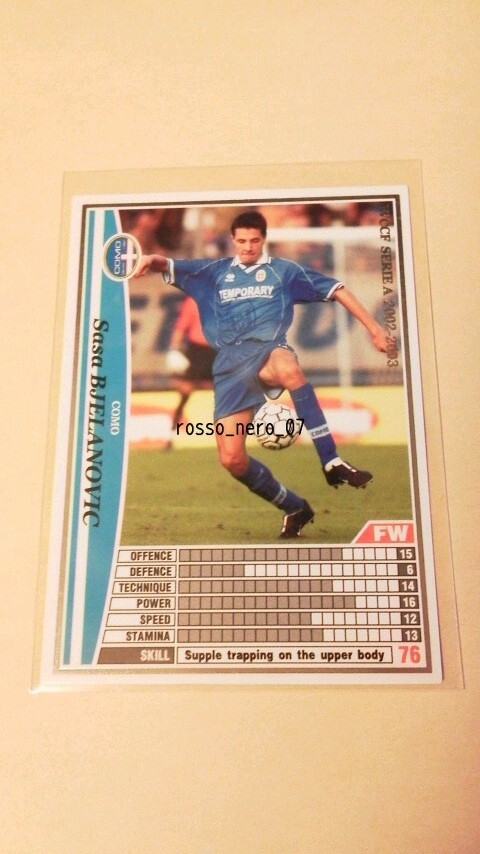 WCCF SERIE A 2002-2003
COMO
TEMPORARY
Sasa BJELANOVIC
COMO
rosso_nero_07
FW
OFFENCE 15
DEFENCE 6
TECHNIQUE 14
POWER 16
SPEED 12
STAMINA 13
SKILL Supple trapping on the upper body 76